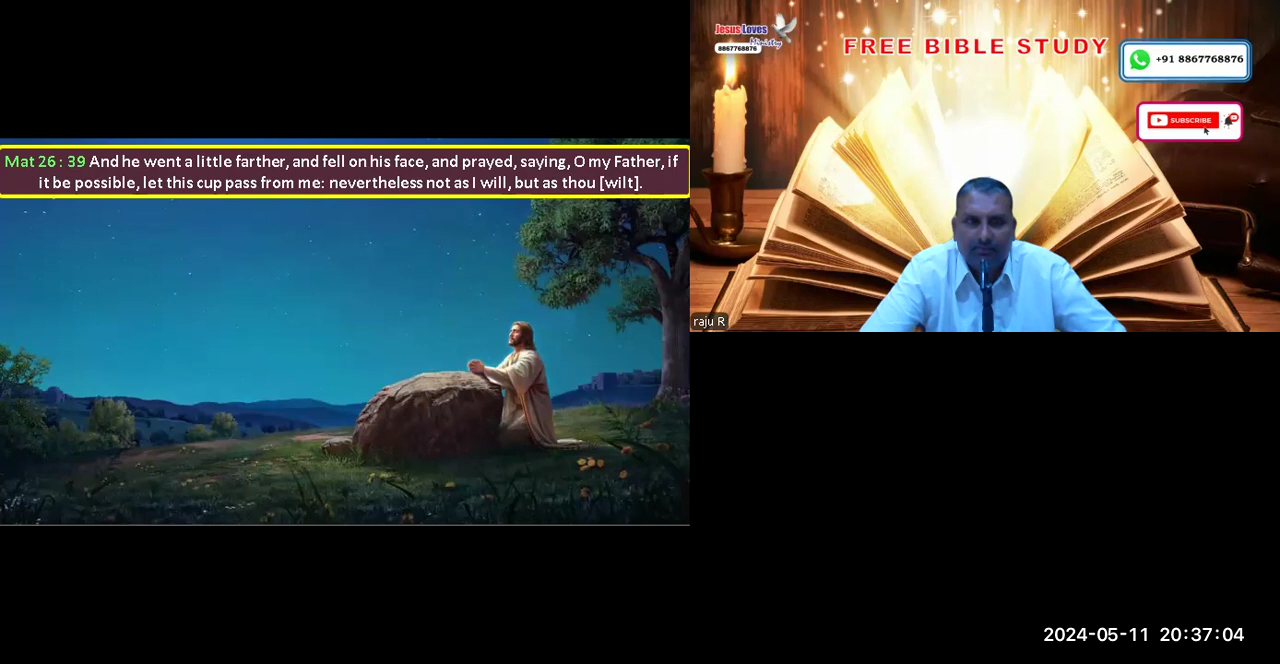 Mat 26 : 39 And he went a little farther, and fell on his face, and prayed, saying, O my Father, if
it be possible, let this cup pass from me: nevertheless not as I will, but as thou [wilt].
Jesus Loves
Ministry
8867768876
FREE BIBLE STUDY
+91 8867768876
SUBSCRIBE
raju R
2024-05-11 20:37:04